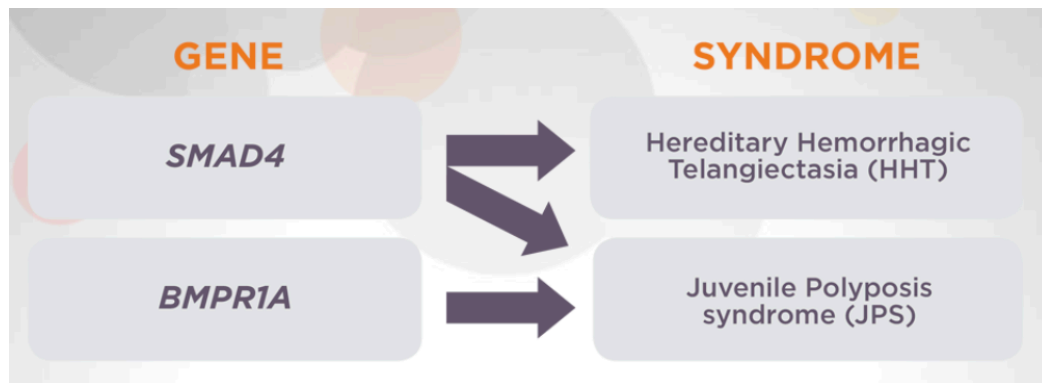 GENE
SYNDROME
SMAD4
Hereditary Hemorrhagic
Telangiectasia (HHT)
BMPR1A
Juvenile Polyposis
syndrome (JPS)